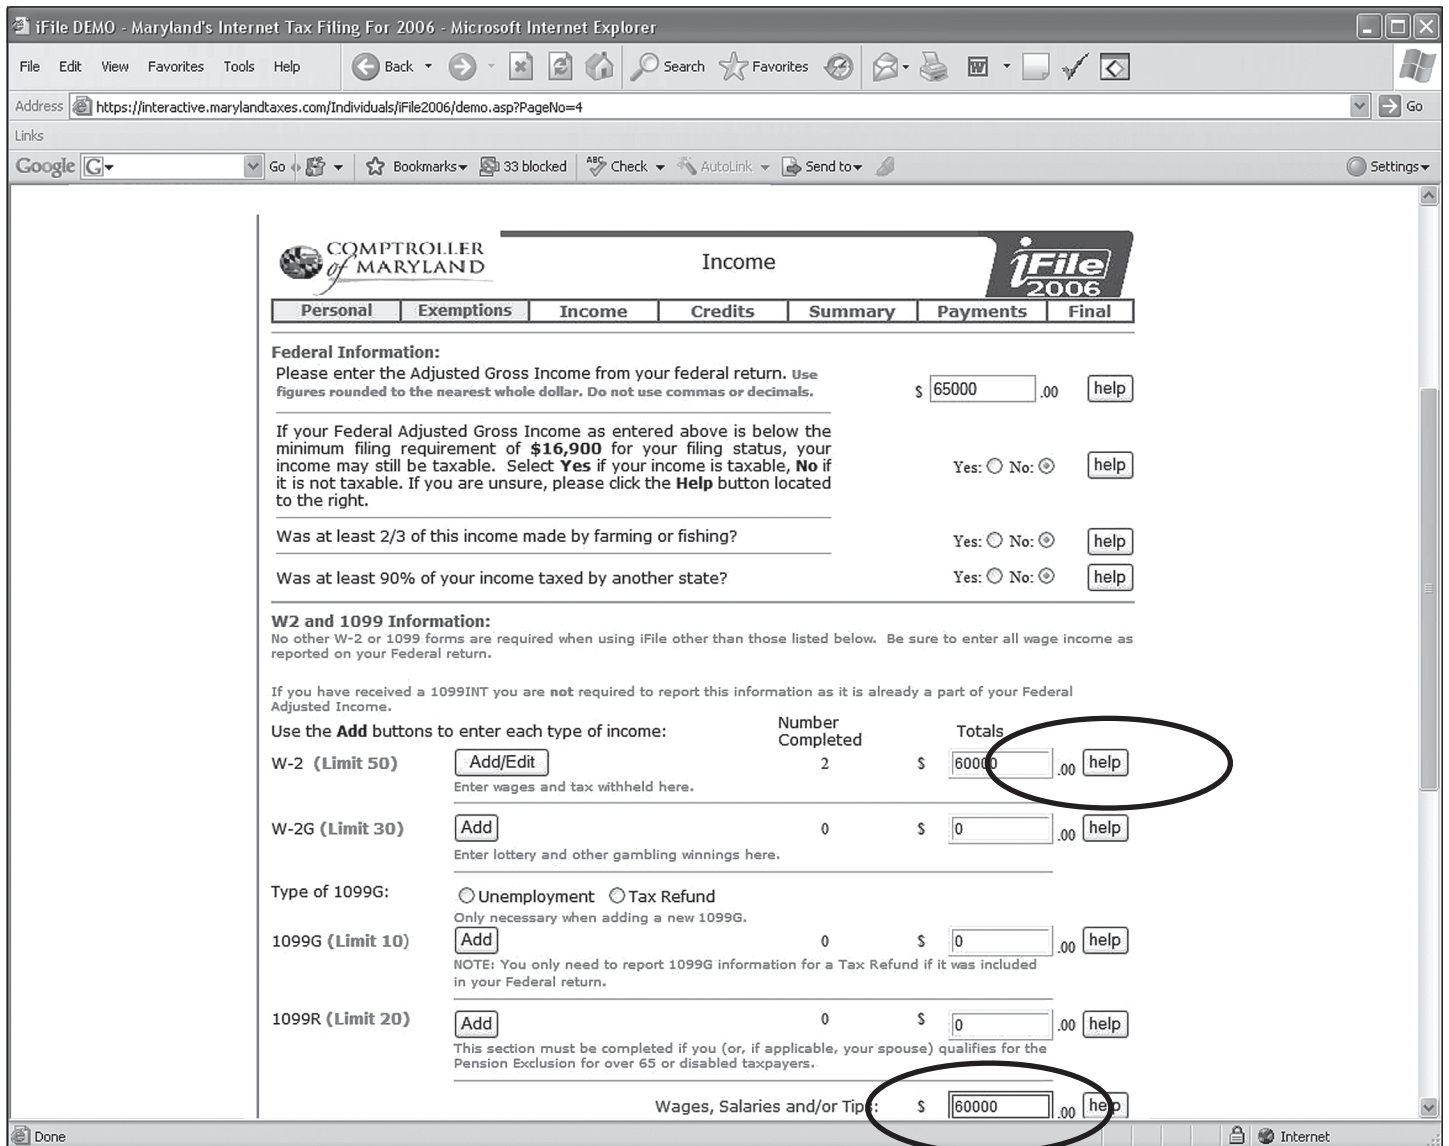 iFile DEMO - Maryland's Internet Tax Filing For 2006 - Microsoft Internet Explorer
File Edit View Favorites Tools Help Back Search Favorites
Address https://interactive.marylandtaxes.com/Individuals/iFile2006/demo.asp?PageNo=4 Go
Links
Google G Go Bookmarks 33 blocked ABC Check AutoLink Send to Settings
COMPTROLLER
of MARYLAND
Income
iFile
2006
Personal Exemptions Income Credits Summary Payments Final
Federal Information:
Please enter the Adjusted Gross Income from your federal return. Use
figures rounded to the nearest whole dollar. Do not use commas or decimals.
$ 65000 .00 help
If your Federal Adjusted Gross Income as entered above is below the
minimum filing requirement of $16,900 for your filing status, your
income may still be taxable. Select Yes if your income is taxable, No if
it is not taxable. If you are unsure, please click the Help button located
to the right.
Yes: No: help
Was at least 2/3 of this income made by farming or fishing? Yes: No: help
Was at least 90% of your income taxed by another state? Yes: No: help
W2 and 1099 Information:
No other W-2 or 1099 forms are required when using iFile other than those listed below. Be sure to enter all wage income as
reported on your Federal return.
If you have received a 1099INT you are not required to report this information as it is already a part of your Federal
Adjusted Income.
Use the Add buttons to enter each type of income: Number Completed Totals
W-2 (Limit 50) Add/Edit 2 $ 60000 .00 help
Enter wages and tax withheld here.
W-2G (Limit 30) Add 0 $ 0 .00 help
Enter lottery and other gambling winnings here.
Type of 1099G: Unemployment Tax Refund
Only necessary when adding a new 1099G.
1099G (Limit 10) Add 0 $ 0 .00 help
NOTE: You only need to report 1099G information for a Tax Refund if it was included
in your Federal return.
1099R (Limit 20) Add 0 $ 0 .00 help
This section must be completed if you (or, if applicable, your spouse) qualifies for the
Pension Exclusion for over 65 or disabled taxpayers.
Wages, Salaries and/or Tips: $ 60000 .00 help
Done Internet